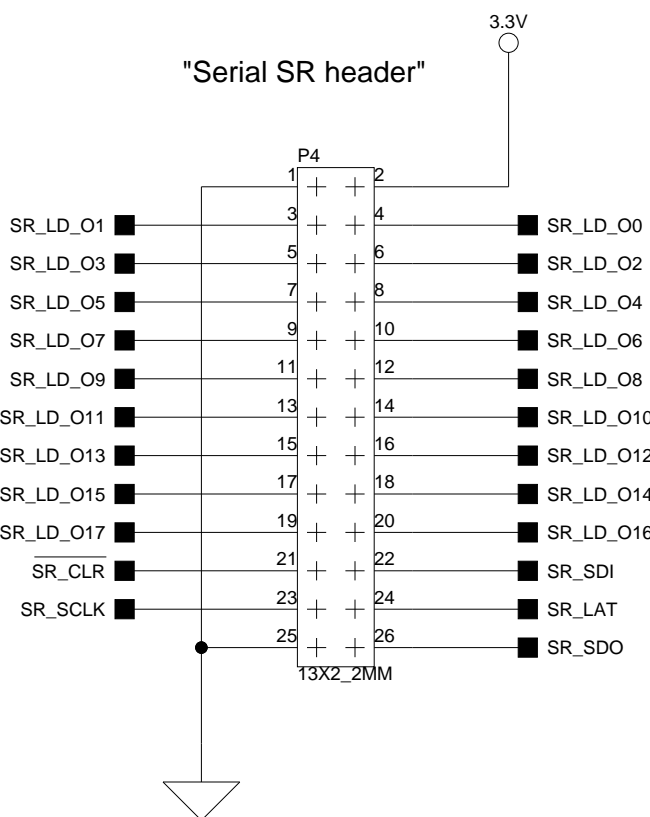 3.3V
"Serial SR header"
P4
1 2
SR_LD_O1 3 4 SR_LD_O0
SR_LD_O3 5 6 SR_LD_O2
SR_LD_O5 7 8 SR_LD_O4
SR_LD_O7 9 10 SR_LD_O6
SR_LD_O9 11 12 SR_LD_O8
SR_LD_O11 13 14 SR_LD_O10
SR_LD_O13 15 16 SR_LD_O12
SR_LD_O15 17 18 SR_LD_O14
SR_LD_O17 19 20 SR_LD_O16
SR_CLR 21 22 SR_SDI
SR_SCLK 23 24 SR_LAT
25 26 SR_SDO
13X2_2MM